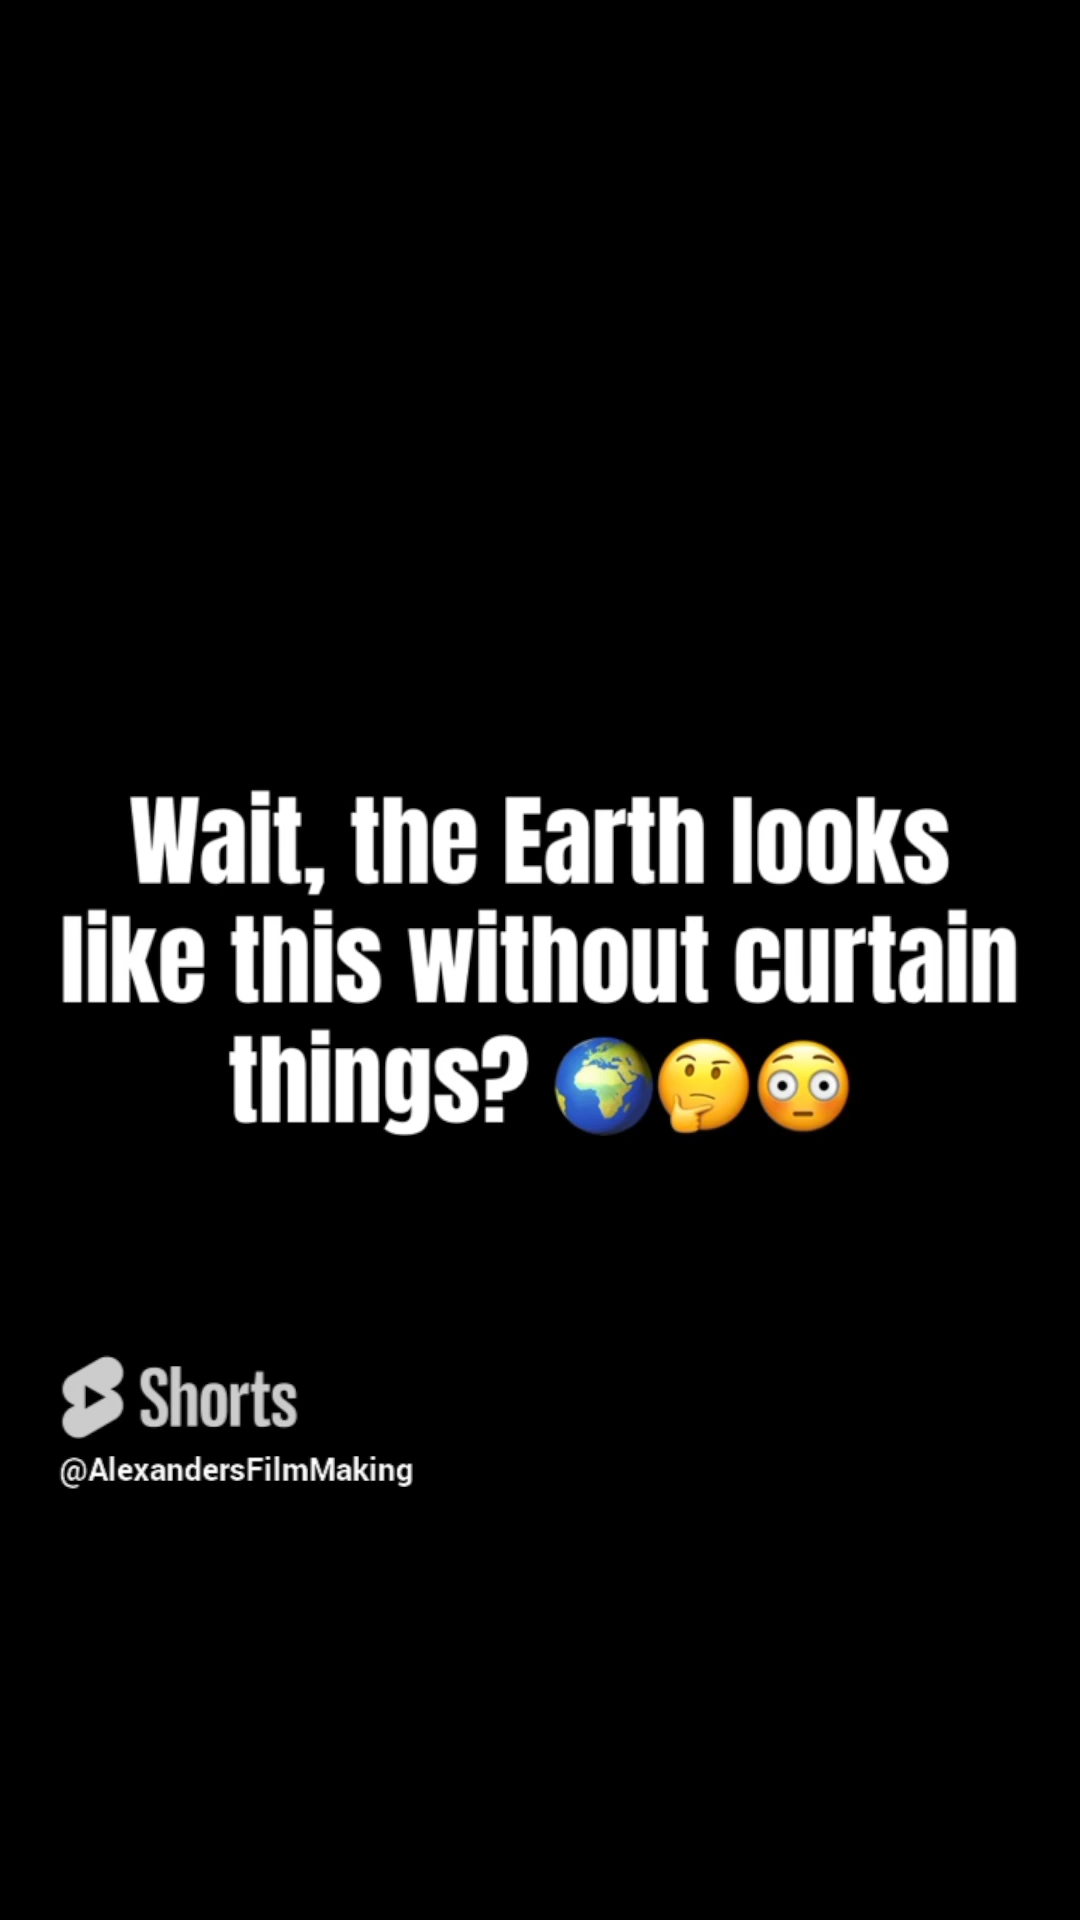 Wait, the Earth looks
like this without curtain
things? 🌍🤔😳
Shorts
@AlexandersFilmMaking